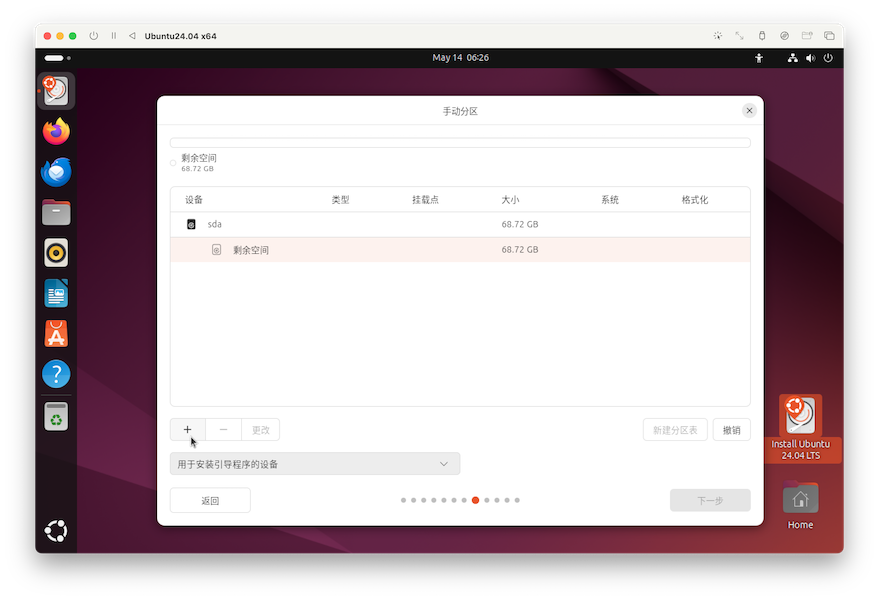 Ubuntu24.04 x64
May 14 06:26
手动分区
剩余空间
68.72 GB
设备 类型 挂载点 大小 系统 格式化
sda 68.72 GB
剩余空间 68.72 GB
+ − 更改 新建分区表 撤销
用于安装引导程序的设备
返回 下一步
Install Ubuntu
24.04 LTS
Home